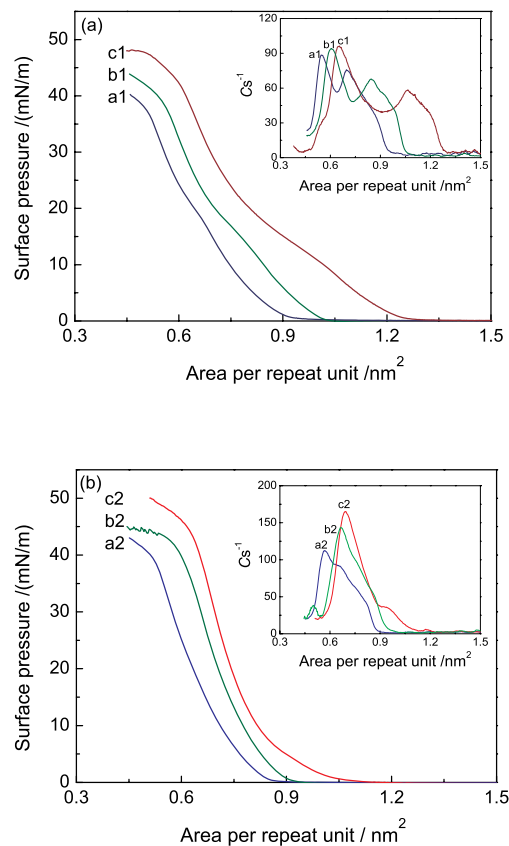 (a)
c1
b1
a1
50
40
30
20
10
0
0.3 0.6 0.9 1.2 1.5
Surface pressure /(mN/m)
Area per repeat unit /nm2
120
90
60
30
0
0.3 0.6 0.9 1.2 1.5
Cs-1
a1 b1 c1
Area per repeat unit /nm2
(b)
c2
b2
a2
50
40
30
20
10
0
0.3 0.6 0.9 1.2 1.5
Surface pressure /(mN/m)
Area per repeat unit / nm2
200
150
100
50
0
0.3 0.6 0.9 1.2 1.5
Cs-1
c2
b2
a2
Area per repeat unit /nm2